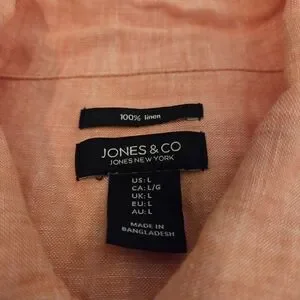 100% linen
JONES & CO
JONES NEW YORK
US: L
CA: L/G
UK: L
EU: L
AU: L
MADE IN
BANGLADESH